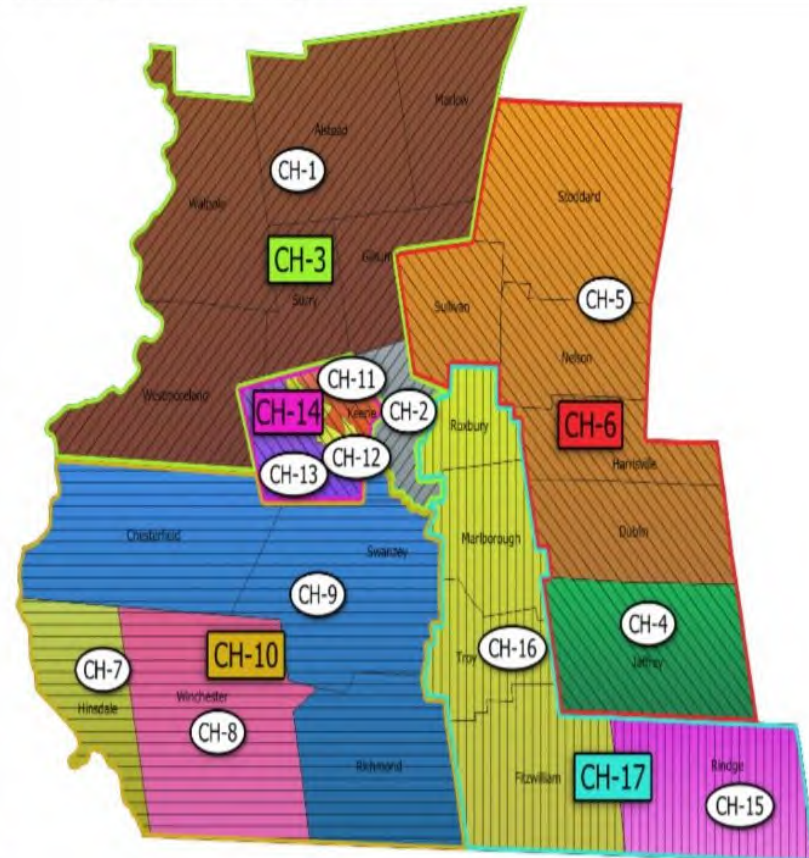 Marlow
Alstead
CH-1
Stoddard
Walpole
CH-3
Gilsum
Surry
CH-5
Sullivan
Nelson
CH-11
Westmoreland
CH-14
Keene
CH-2
Roxbury
CH-6
CH-12
CH-13
Harrisville
Chesterfield
Swanzey
Marlborough
Dublin
CH-9
CH-4
CH-10
CH-16
Jaffrey
CH-7
Troy
Winchester
Hinsdale
CH-8
Richmond
Fitzwilliam
CH-17
Rindge
CH-15